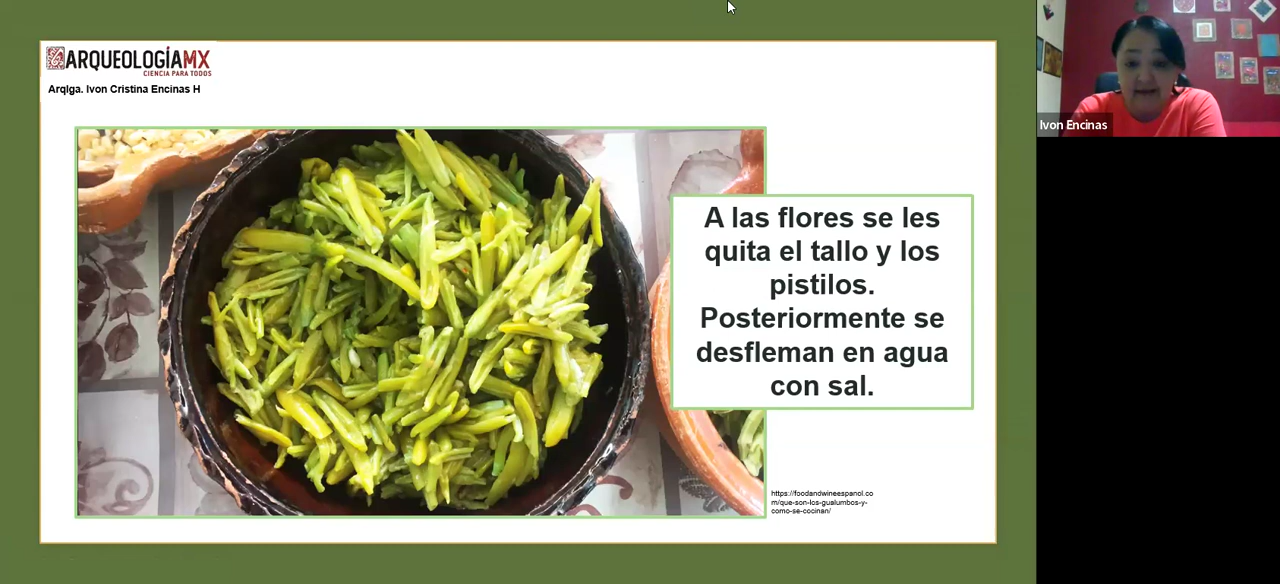 ARQUEOLOGÍAMX
CIENCIA PARA TODOS
Arqlga. Ivon Cristina Encinas H
Ivon Encinas
A las flores se les
quita el tallo y los
pistilos.
Posteriormente se
desfleman en agua
con sal.
https://foodandwineespanol.co
m/que-son-los-gualumbos-y-
como-se-cocinan/